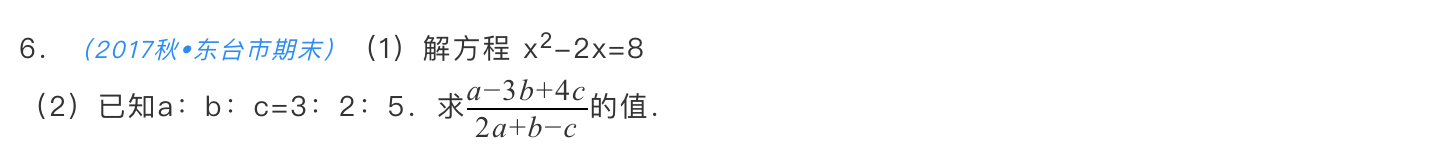 6. （2017秋•东台市期末）（1）解方程 x²-2x=8
（2）已知a：b：c=3：2：5. 求\frac{a-3b+4c}{2a+b-c}的值.